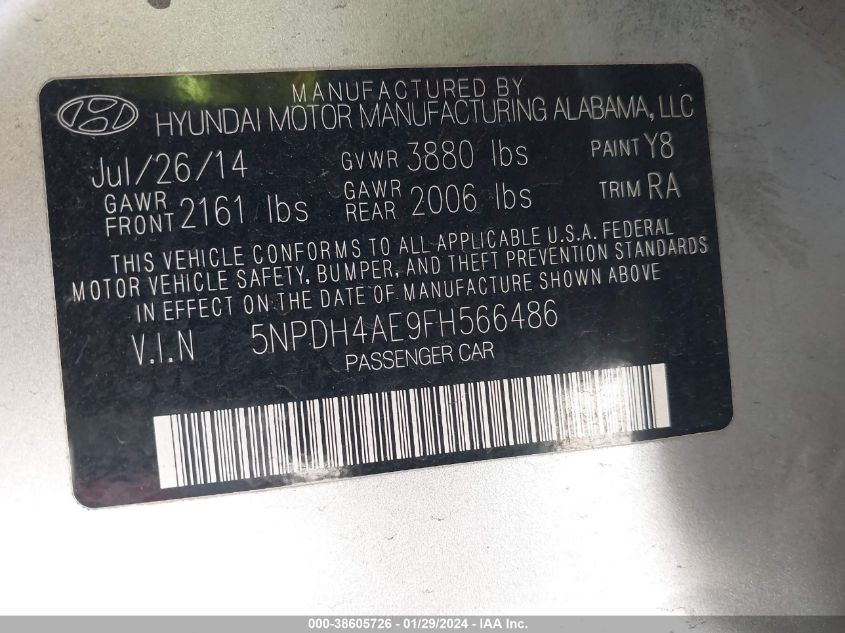 MANUFACTURED BY
HYUNDAI MOTOR MANUFACTURING ALABAMA, LLC
Jul/26/14 GVWR 3880 lbs PAINT Y8
GAWR FRONT 2161 lbs GAWR REAR 2006 lbs TRIM RA
THIS VEHICLE CONFORMS TO ALL APPLICABLE U.S.A. FEDERAL
MOTOR VEHICLE SAFETY, BUMPER, AND THEFT PREVENTION STANDARDS
IN EFFECT ON THE DATE OF MANUFACTURE SHOWN ABOVE
V.I.N 5NPDH4AE9FH566486
PASSENGER CAR
000-38605726 - 01/29/2024 - IAA Inc.